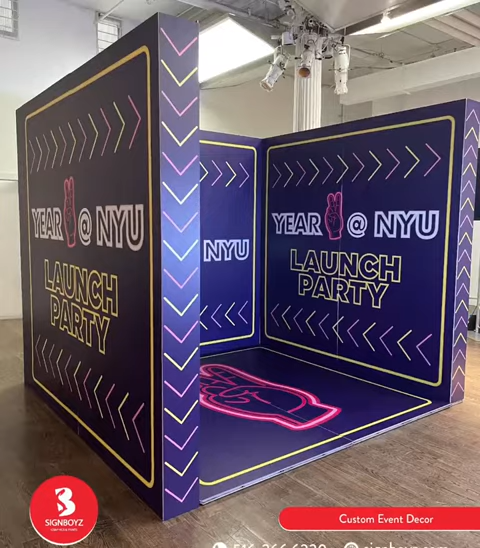 YEAR @ NYU
LAUNCH
PARTY
NYU
YEAR @ NYU
LAUNCH
PARTY
SIGNBOYZ
Custom Event Decor